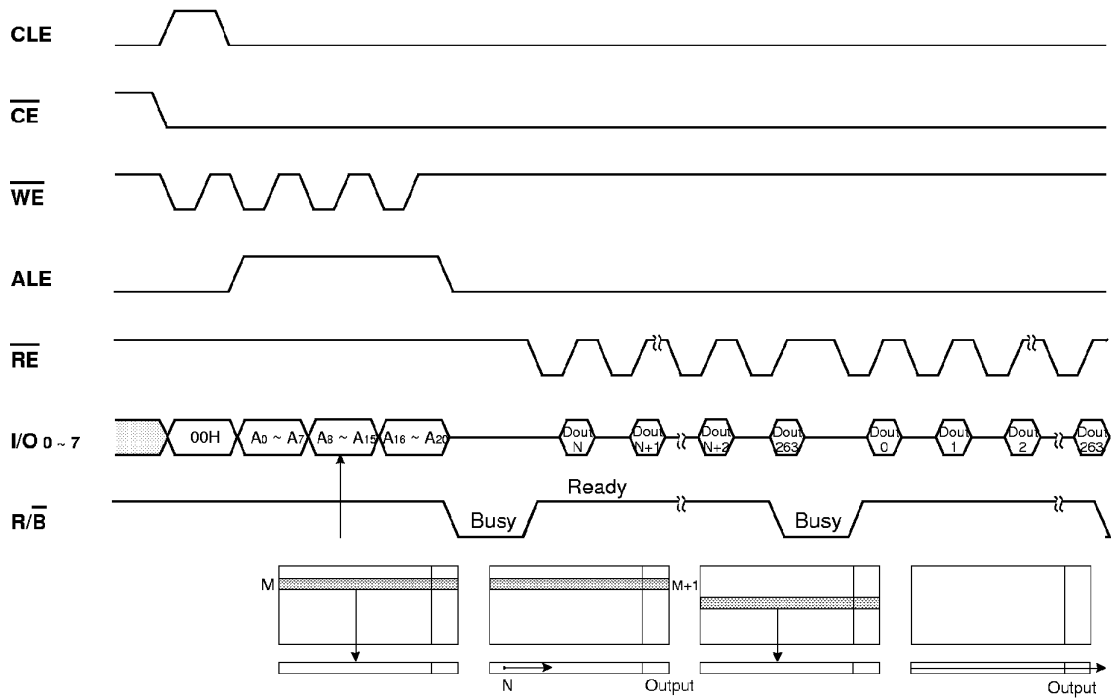 CLE
CE
WE
ALE
RE
I/O 0 ~ 7 00H A0 ~ A7 A8 ~ A15 A16 ~ A20 Dout N Dout N+1 Dout N+2 Dout 263 Dout 0 Dout 1 Dout 2 Dout 263
R/B Busy Ready Busy
M M+1
N Output Output